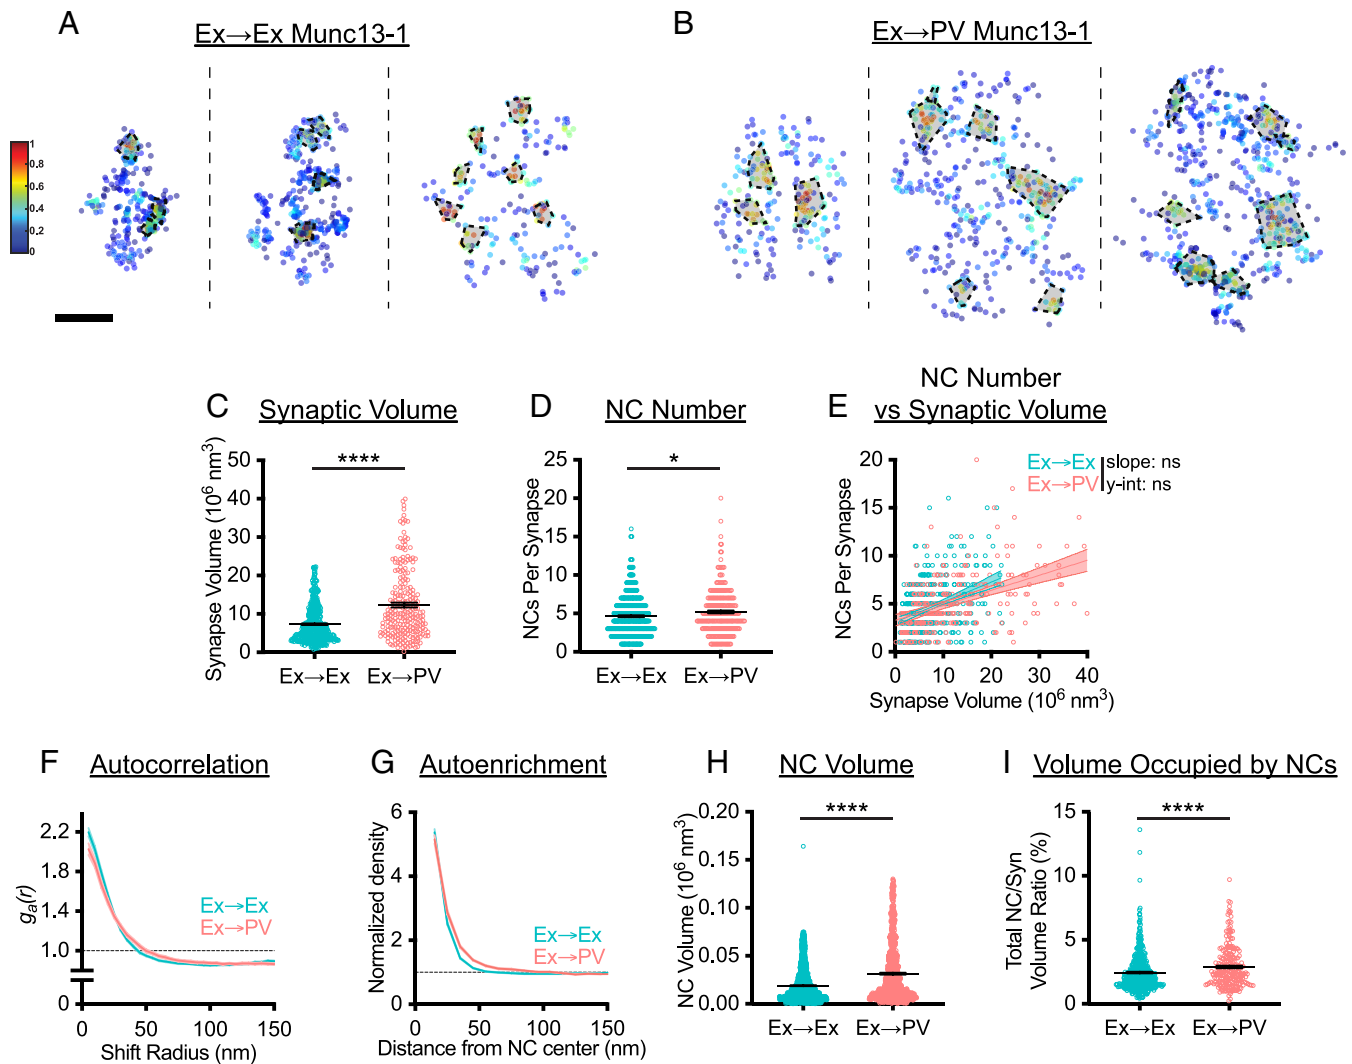 A
Ex→Ex Munc13-1
B
Ex→PV Munc13-1
1
0.8
0.6
0.4
0.2
0
C
Synaptic Volume
Synapse Volume (10⁶ nm³)
50
40
30
20
10
0
****
Ex→Ex
Ex→PV
D
NC Number
NCs Per Synapse
25
20
15
10
5
0
*
Ex→Ex
Ex→PV
E
NC Number
vs Synaptic Volume
NCs Per Synapse
20
15
10
5
0
Ex→Ex
Ex→PV
slope: ns
y-int: ns
0
10
20
30
40
Synapse Volume (10⁶ nm³)
F
Autocorrelation
gₐ(r)
2.2
1.8
1.4
1.0
0
Ex→Ex
Ex→PV
0
50
100
150
Shift Radius (nm)
G
Autoenrichment
Normalized density
6
4
2
0
Ex→Ex
Ex→PV
0
50
100
150
Distance from NC center (nm)
H
NC Volume
NC Volume (10⁶ nm³)
0.20
0.15
0.10
0.05
0.00
****
Ex→Ex
Ex→PV
I
Volume Occupied by NCs
Total NC/Syn
Volume Ratio (%)
15
10
5
0
****
Ex→Ex
Ex→PV